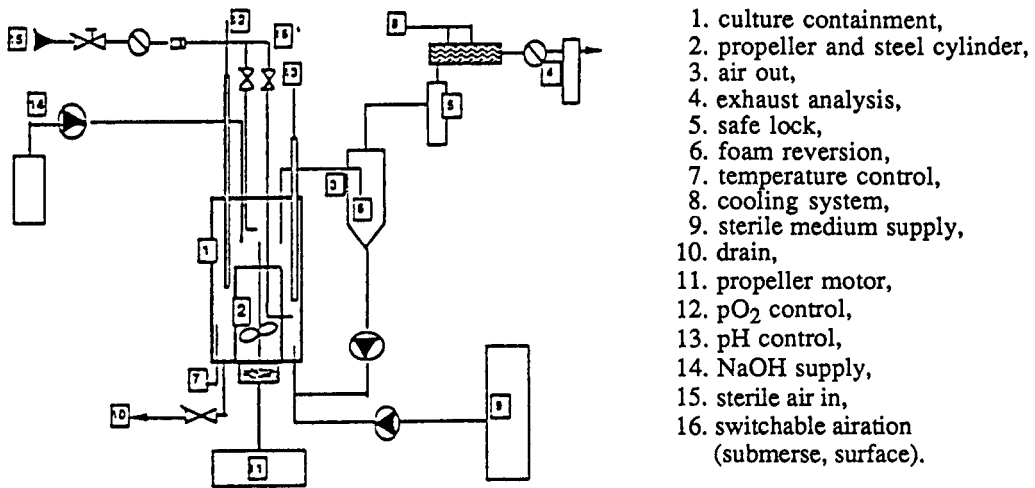 12
15
16
13
8
14
4
5
3
6
1
2
7
10
9
11
1. culture containment,
2. propeller and steel cylinder,
3. air out,
4. exhaust analysis,
5. safe lock,
6. foam reversion,
7. temperature control,
8. cooling system,
9. sterile medium supply,
10. drain,
11. propeller motor,
12. pO₂ control,
13. pH control,
14. NaOH supply,
15. sterile air in,
16. switchable airation
(submerse, surface).